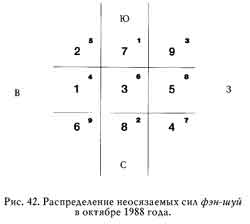 Ю
2 5 7 1 9 3
В 1 4 3 6 5 8 З
6 9 8 2 4 7
С
Рис. 42. Распределение неосязаемых сил фэн-шуй
в октябре 1988 года.